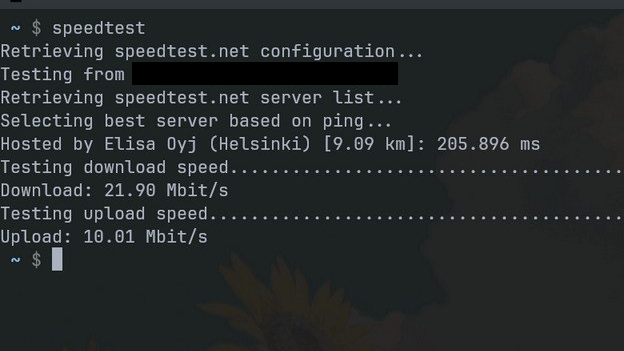 ~ $ speedtest
Retrieving speedtest.net configuration...
Testing from
Retrieving speedtest.net server list...
Selecting best server based on ping...
Hosted by Elisa Oyj (Helsinki) [9.09 km]: 205.896 ms
Testing download speed......................................
Download: 21.90 Mbit/s
Testing upload speed........................................
Upload: 10.01 Mbit/s
~ $